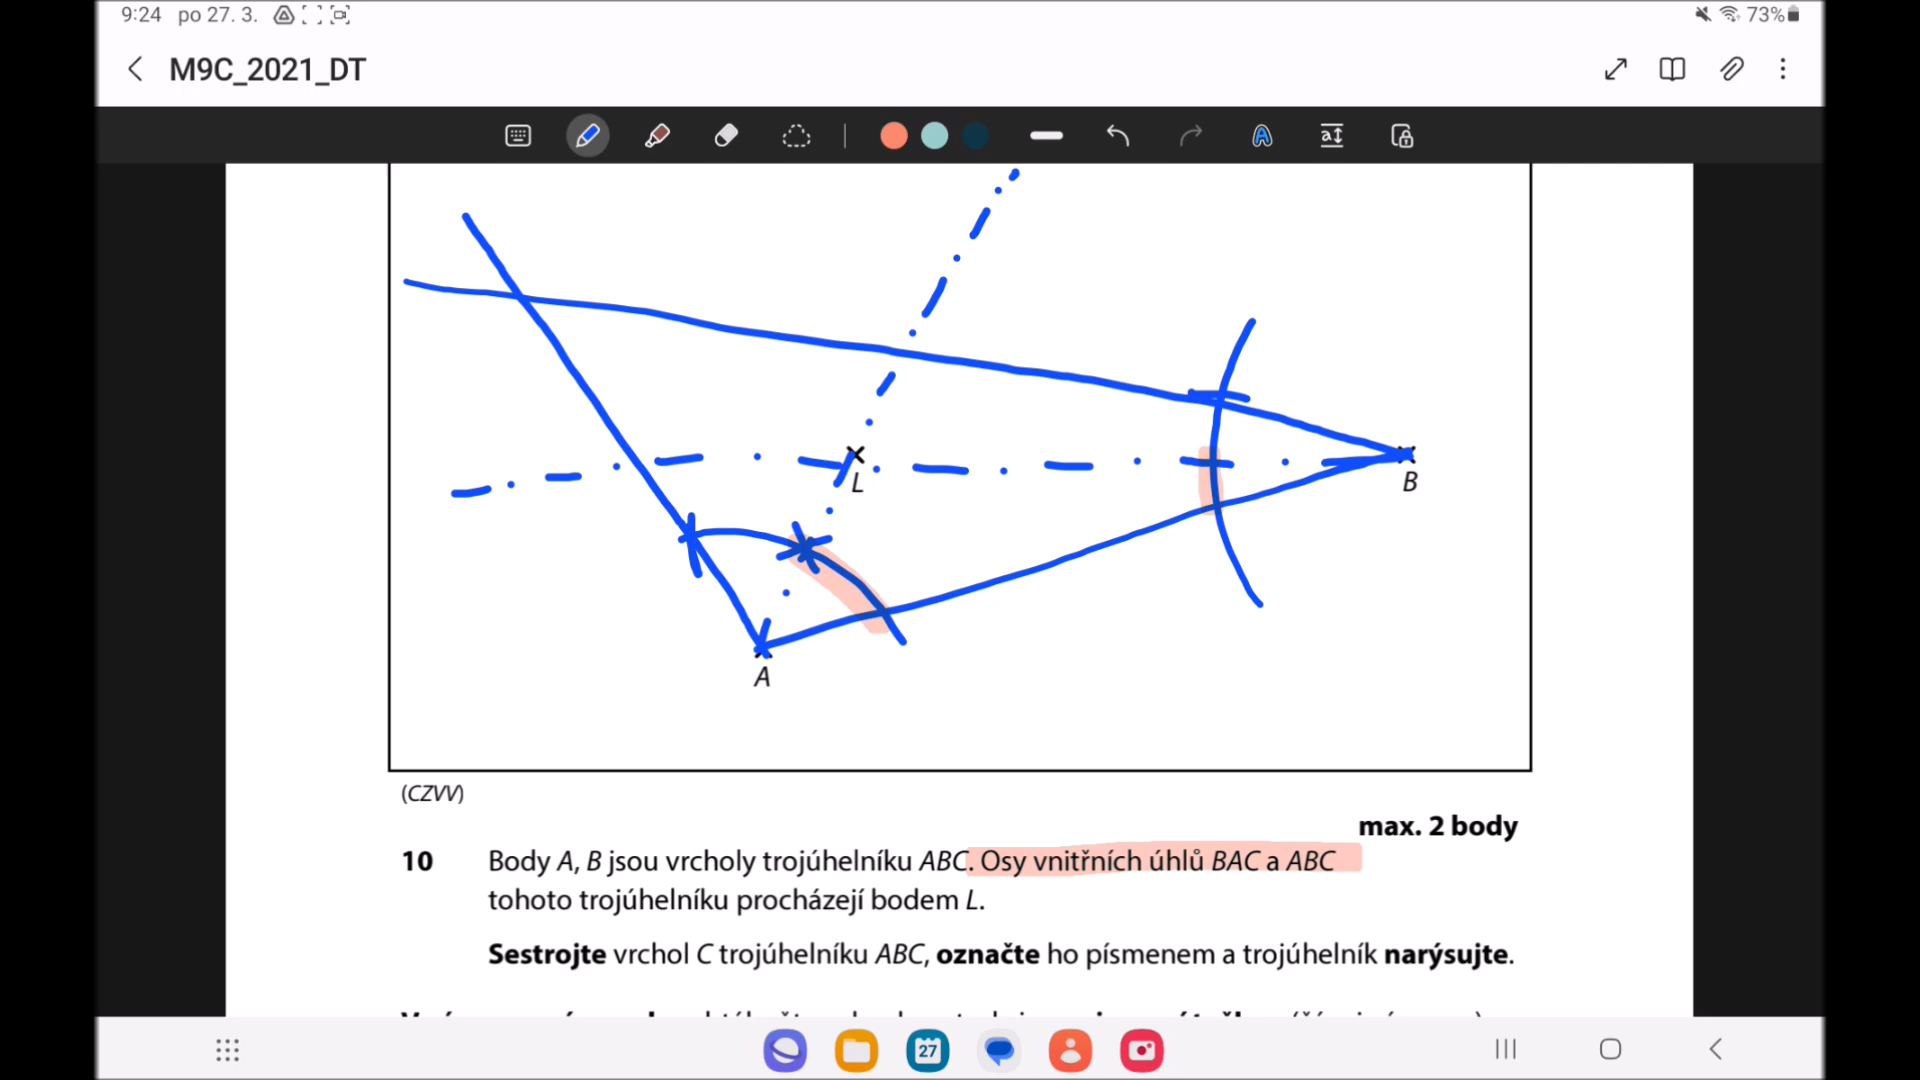 9:24 po 27. 3.
73%
M9C_2021_DT
L
B
A
(CZVV)
max. 2 body
10 Body A, B jsou vrcholy trojúhelníku ABC. Osy vnitřních úhlů BAC a ABC
tohoto trojúhelníku procházejí bodem L.
Sestrojte vrchol C trojúhelníku ABC, označte ho písmenem a trojúhelník narýsujte.
27